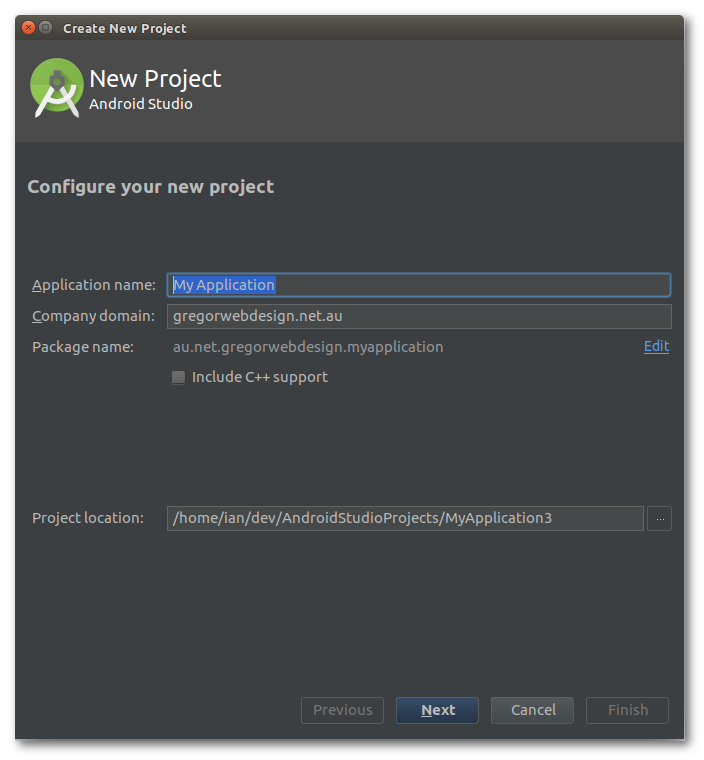 Create New Project
New Project
Android Studio
Configure your new project
Application name: My Application
Company domain: gregorwebdesign.net.au
Package name: au.net.gregorwebdesign.myapplication Edit
Include C++ support
Project location: /home/ian/dev/AndroidStudioProjects/MyApplication3 ...
Previous Next Cancel Finish